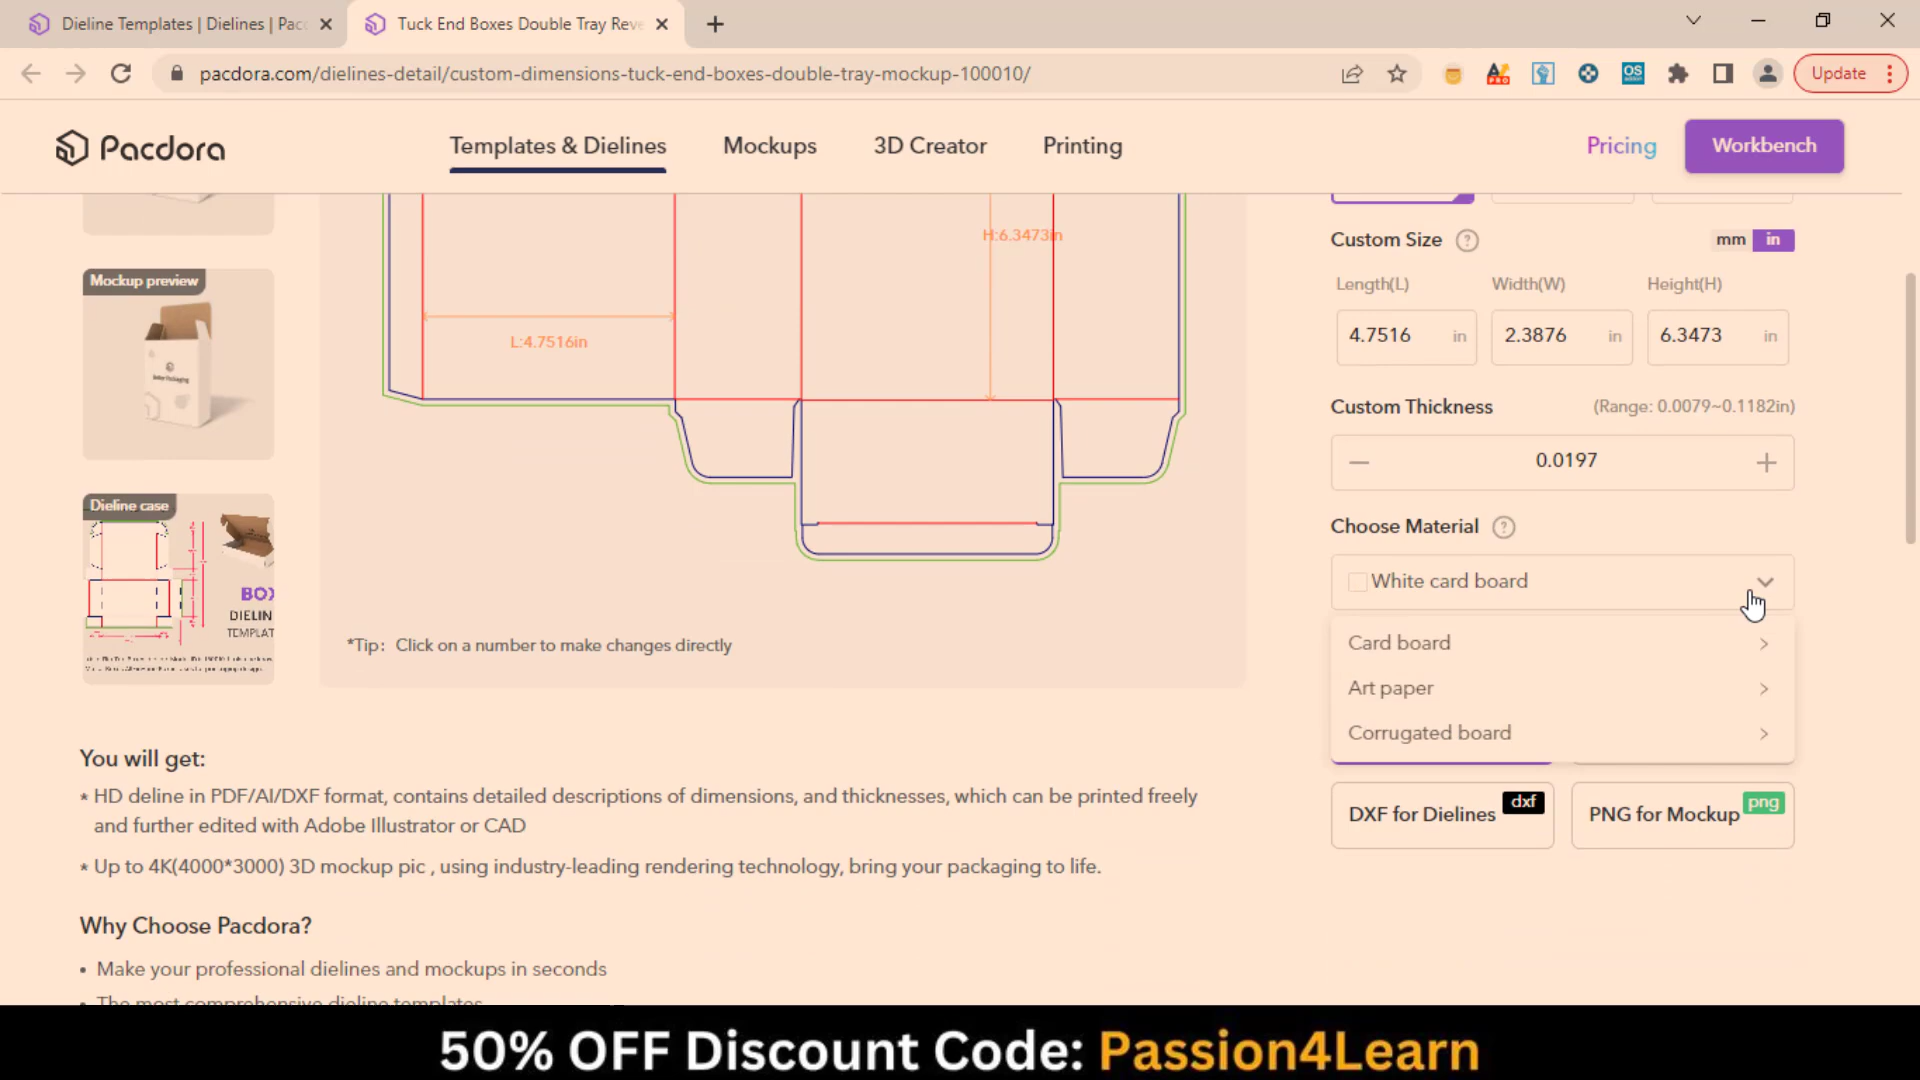 Dieline Templates | Dielines | Pac
Tuck End Boxes Double Tray Reve
pacdora.com/dielines-detail/custom-dimensions-tuck-end-boxes-double-tray-mockup-100010/
Update
Pacdora
Templates & Dielines
Mockups
3D Creator
Printing
Pricing
Workbench
H:6.3473in
L:4.7516in
Mockup preview
Dieline case
BOX
DIELIN
TEMPLAT
*Tip: Click on a number to make changes directly
Custom Size ?
mm in
Length(L) Width(W) Height(H)
4.7516 in 2.3876 in 6.3473 in
Custom Thickness (Range: 0.0079~0.1182in)
0.0197
Choose Material ?
White card board
Card board
Art paper
Corrugated board
DXF for Dielines dxf
PNG for Mockup png
You will get:
* HD deline in PDF/AI/DXF format, contains detailed descriptions of dimensions, and thicknesses, which can be printed freely
and further edited with Adobe Illustrator or CAD
* Up to 4K(4000*3000) 3D mockup pic , using industry-leading rendering technology, bring your packaging to life.
Why Choose Pacdora?
• Make your professional dielines and mockups in seconds
• The most comprehensive dieline templates
50% OFF Discount Code: Passion4Learn